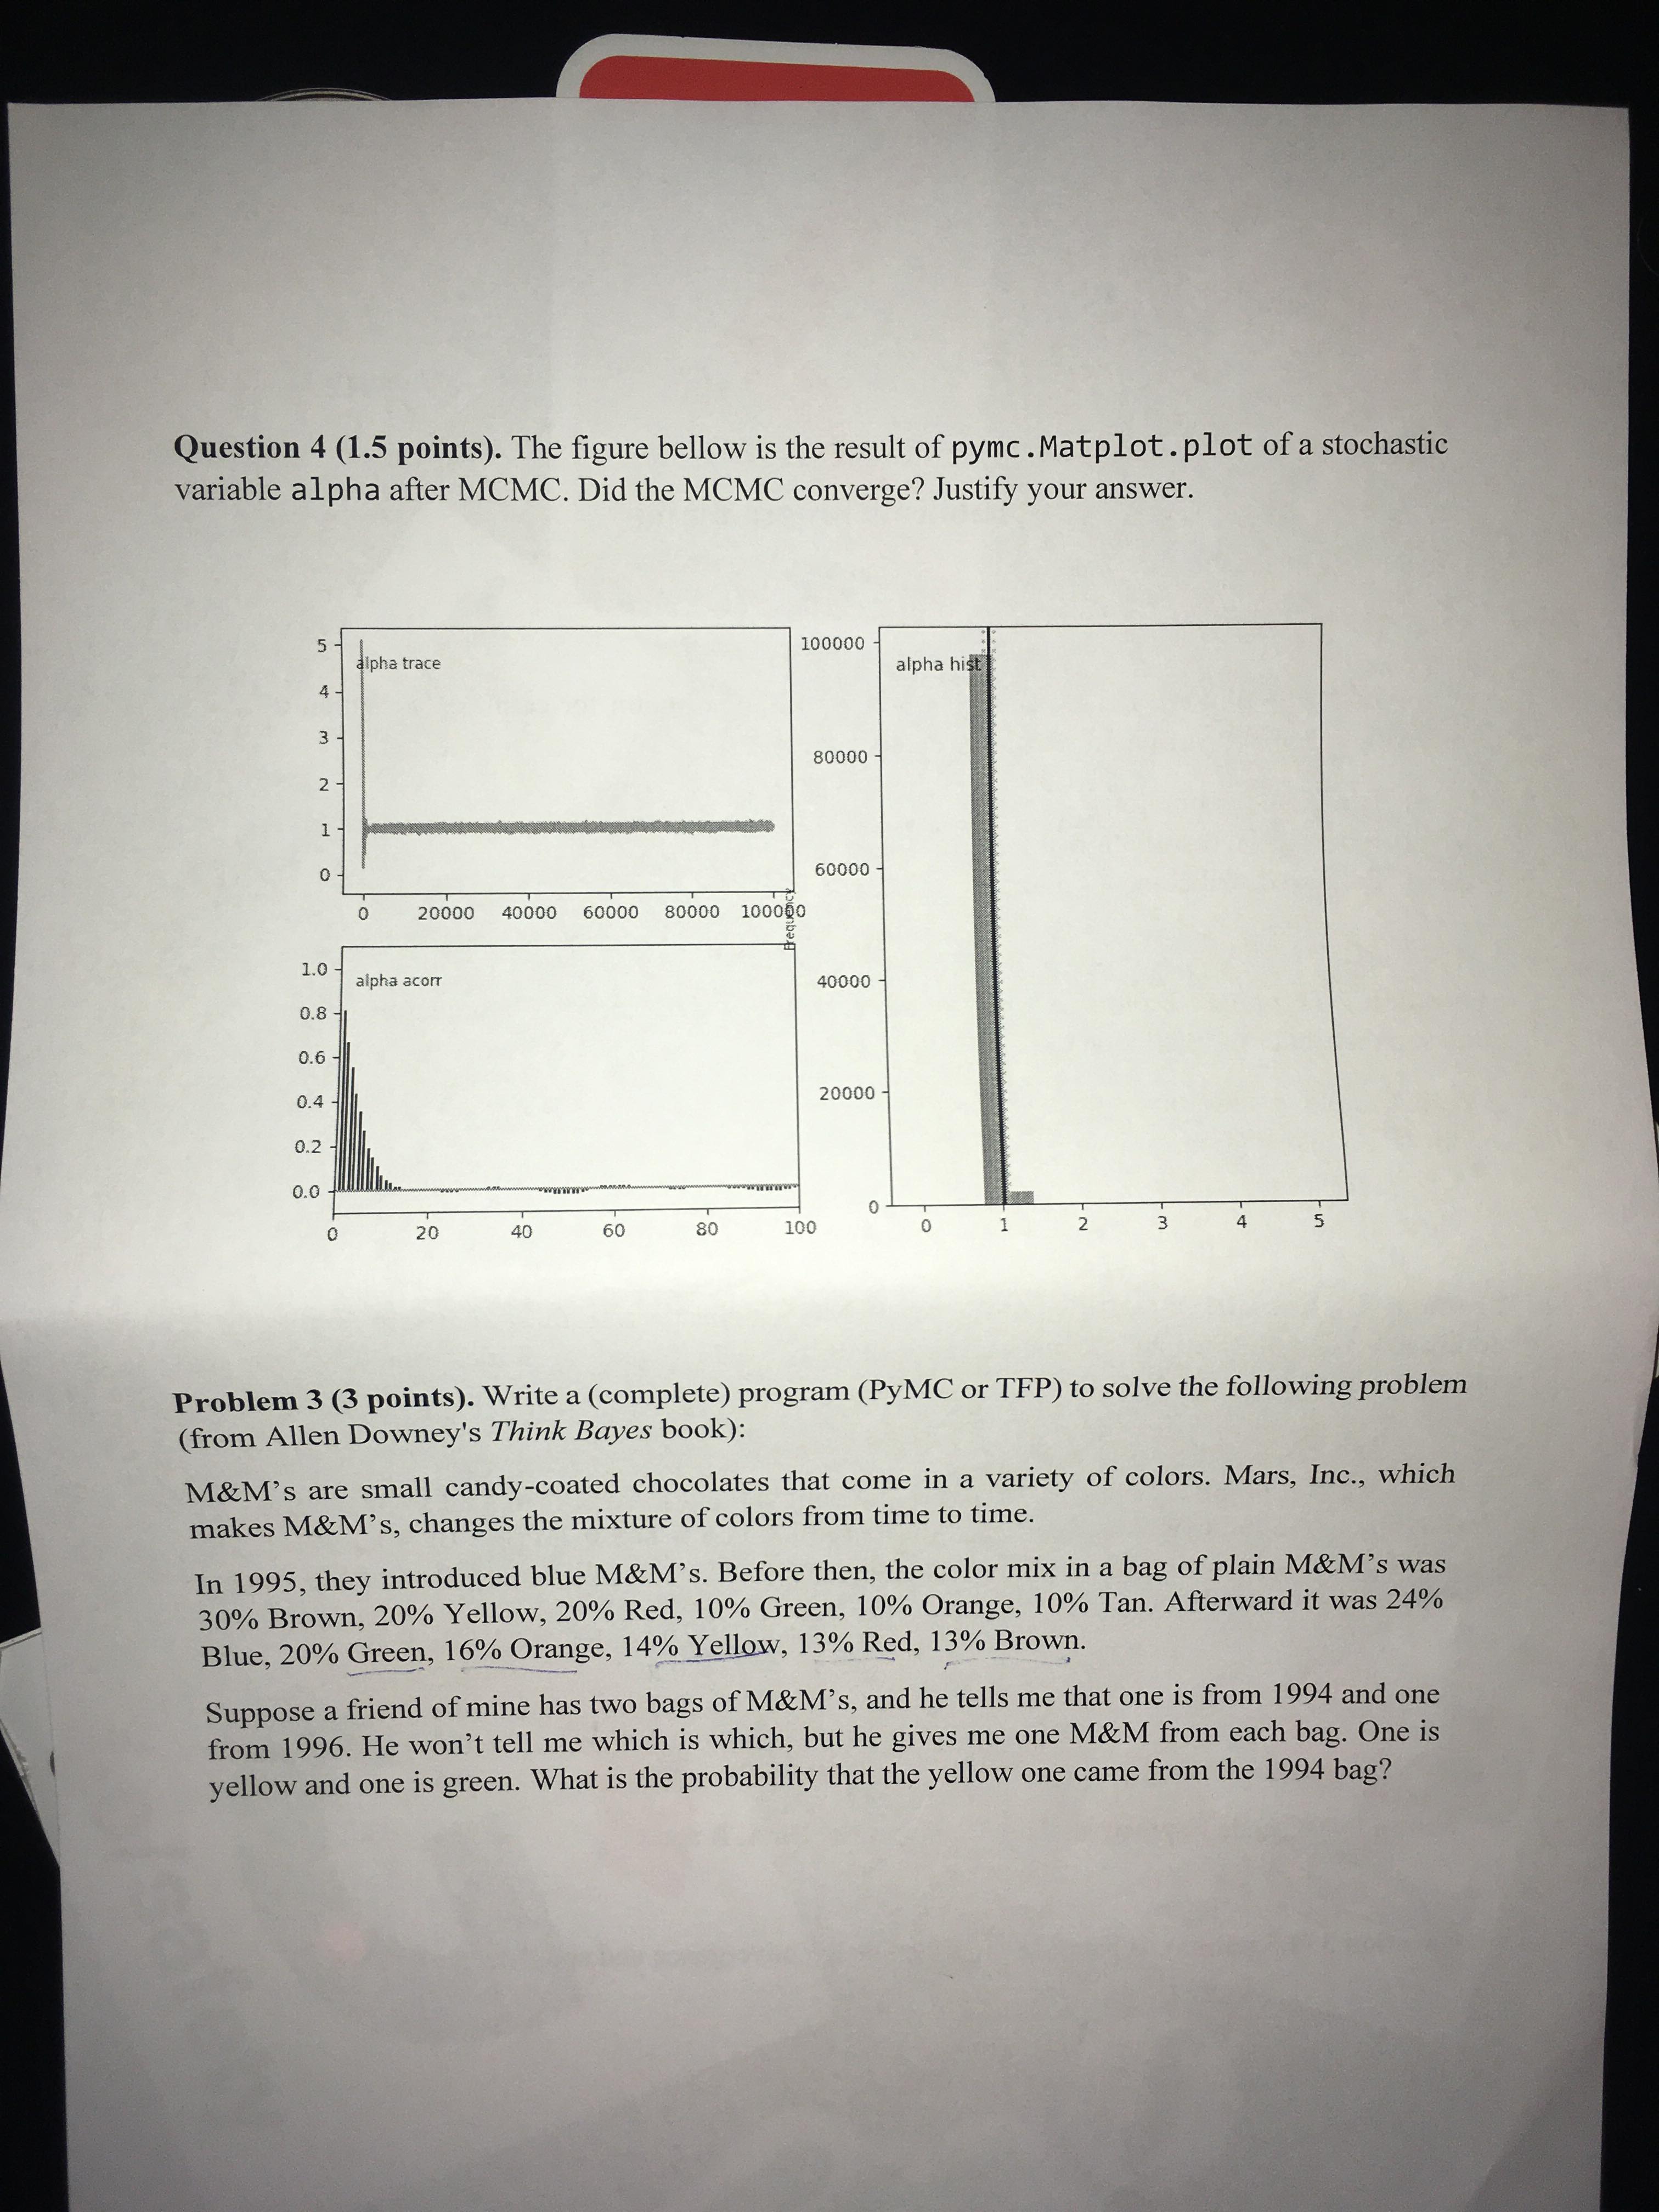 Question 4 (1.5 points). The figure bellow is the result of pymc.Matplot.plot of a stochastic
variable alpha after MCMC. Did the MCMC converge? Justify your answer.
5
4
3
2
1
0
alpha trace
0 20000 40000 60000 80000 100000
1.0
0.8
0.6
0.4
0.2
0.0
alpha acorr
0 20 40 60 80 100
Frequency
100000
80000
60000
40000
20000
0
alpha hist
0 1 2 3 4 5
Problem 3 (3 points). Write a (complete) program (PyMC or TFP) to solve the following problem
(from Allen Downey's Think Bayes book):
M&M's are small candy-coated chocolates that come in a variety of colors. Mars, Inc., which
makes M&M's, changes the mixture of colors from time to time.
In 1995, they introduced blue M&M's. Before then, the color mix in a bag of plain M&M's was
30% Brown, 20% Yellow, 20% Red, 10% Green, 10% Orange, 10% Tan. Afterward it was 24%
Blue, 20% Green, 16% Orange, 14% Yellow, 13% Red, 13% Brown.
Suppose a friend of mine has two bags of M&M's, and he tells me that one is from 1994 and one
from 1996. He won't tell me which is which, but he gives me one M&M from each bag. One is
yellow and one is green. What is the probability that the yellow one came from the 1994 bag?